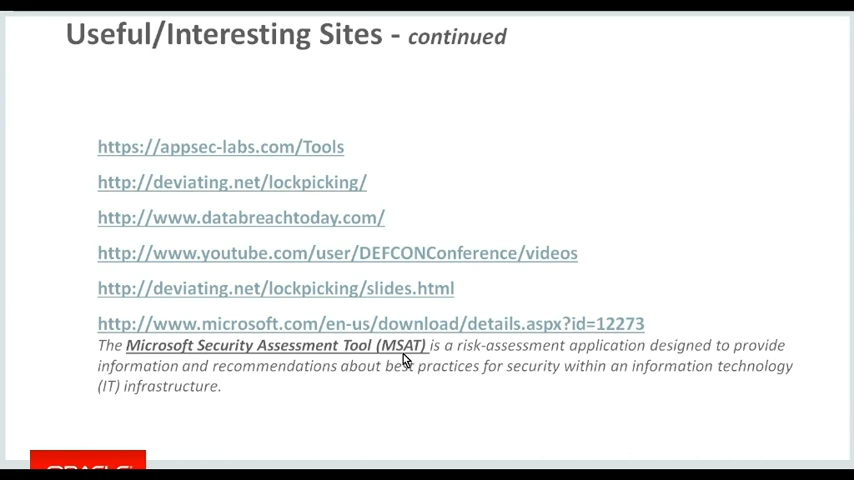 Useful/Interesting Sites - continued
https://appsec-labs.com/Tools
http://deviating.net/lockpicking/
http://www.databreachtoday.com/
http://www.youtube.com/user/DEFCONConference/videos
http://deviating.net/lockpicking/slides.html
http://www.microsoft.com/en-us/download/details.aspx?id=12273
The Microsoft Security Assessment Tool (MSAT) is a risk-assessment application designed to provide
information and recommendations about best practices for security within an information technology
(IT) infrastructure.
ORACLE